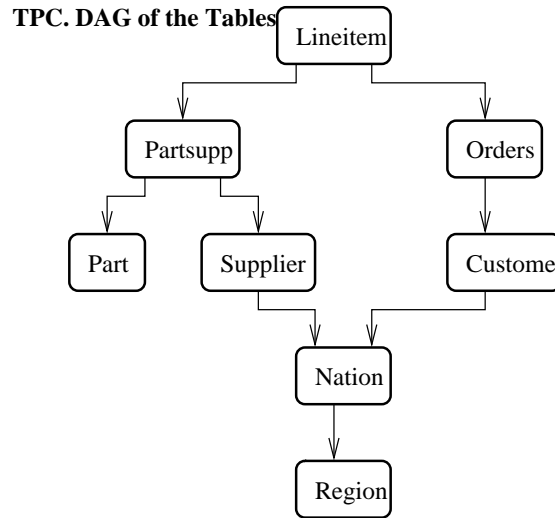 TPC. DAG of the Tables
Lineitem
Partsupp
Orders
Part
Supplier
Custome
Nation
Region